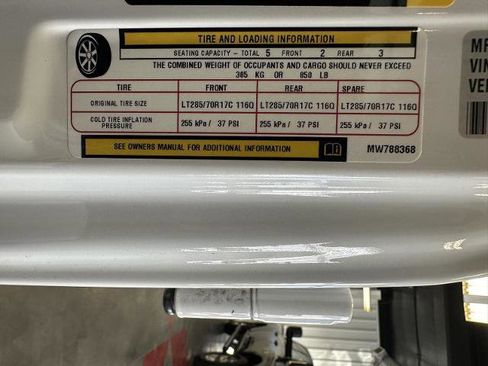 TIRE AND LOADING INFORMATION
SEATING CAPACITY - TOTAL 5 FRONT 2 REAR 3
THE COMBINED WEIGHT OF OCCUPANTS AND CARGO SHOULD NEVER EXCEED
385 KG OR 850 LB
TIRE FRONT REAR SPARE
ORIGINAL TIRE SIZE LT285/70R17C 116Q LT285/70R17C 116Q LT285/70R17C 116Q
COLD TIRE INFLATION PRESSURE 255 kPa / 37 PSI 255 kPa / 37 PSI 255 kPa / 37 PSI
SEE OWNERS MANUAL FOR ADDITIONAL INFORMATION
MW788368
MF
VIN
VE